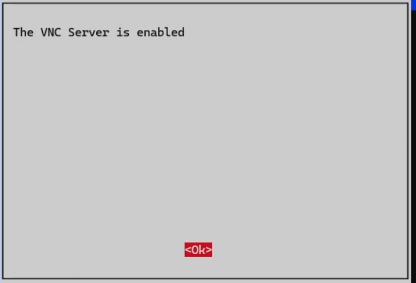 The VNC Server is enabled
<Ok>